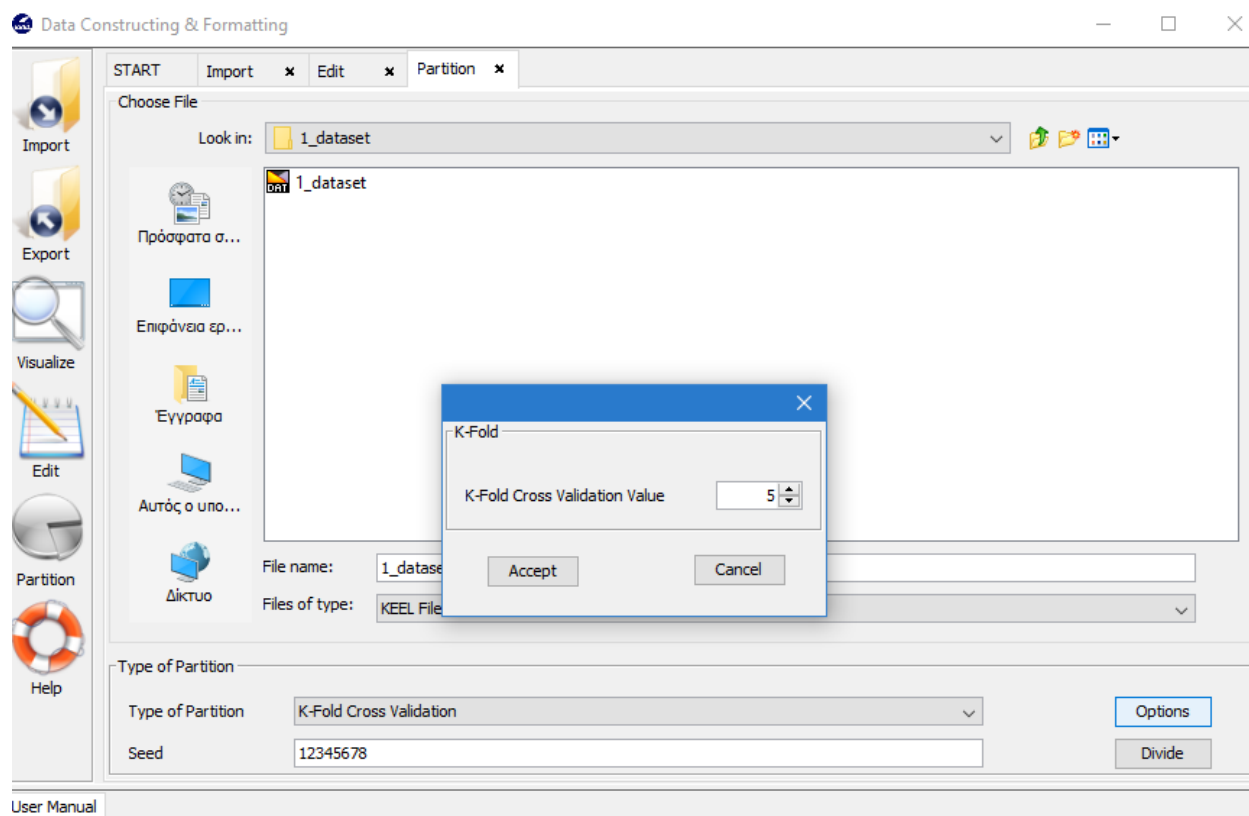 Data Constructing & Formatting
START Import Edit Partition
Choose File
Look in: 1_dataset
1_dataset
Import
Export
Visualize
Edit
Partition
Help
Πρόσφατα σ...
Επιφάνεια ερ...
Έγγραφα
Αυτός ο υπο...
Δίκτυο
K-Fold
K-Fold Cross Validation Value 5
Accept Cancel
File name: 1_datase
Files of type: KEEL File
Type of Partition
Type of Partition K-Fold Cross Validation Options
Seed 12345678 Divide
User Manual